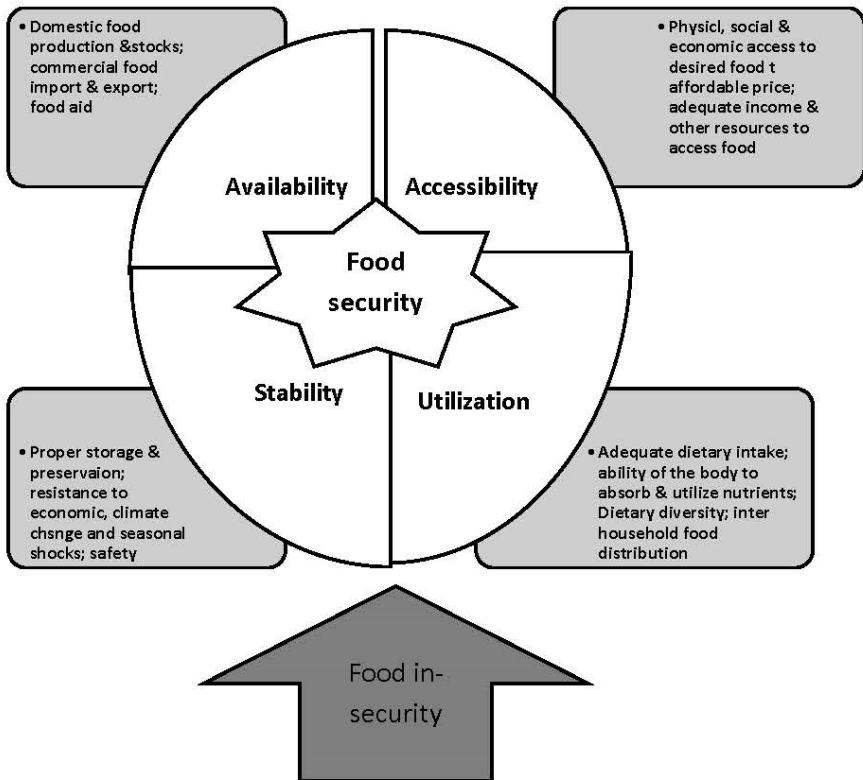 • Domestic food
production &stocks;
commercial food
import & export;
food aid
• Physicl, social &
economic access to
desired food t
affordable price;
adequate income &
other resources to
access food
Availability
Accessibility
Food
security
Stability
Utilization
• Proper storage &
preservaion;
resistance to
economic, climate
chsnge and seasonal
shocks; safety
• Adequate dietary intake;
ability of the body to
absorb & utilize nutrients;
Dietary diversity; inter
household food
distribution
Food in-
security